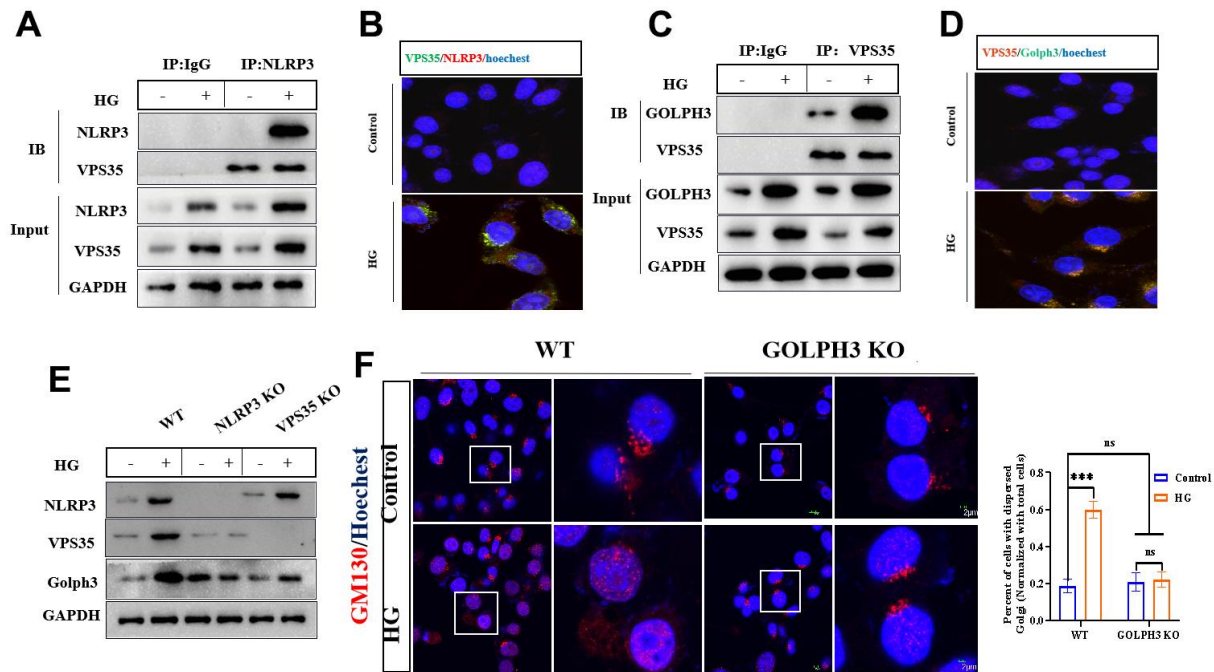 A
IP:IgG IP:NLRP3
HG - + - +
IB
NLRP3
VPS35
Input
NLRP3
VPS35
GAPDH
B
VPS35/NLRP3/hoechest
Control
HG
C
IP:IgG IP: VPS35
HG - + - +
IB
GOLPH3
VPS35
Input
GOLPH3
VPS35
GAPDH
D
VPS35/Golph3/hoechest
Control
HG
E
WT NLRP3 KO VPS35 KO
HG - + - + - +
NLRP3
VPS35
Golph3
GAPDH
F
WT GOLPH3 KO
GM130/Hoechest
Control
HG
2μm
2μm
Percent of cells with dispersed
Golgi (Normalized with total cells)
0.8
0.6
0.4
0.2
0.0
ns
***
ns
WT GOLPH3 KO
Control
HG